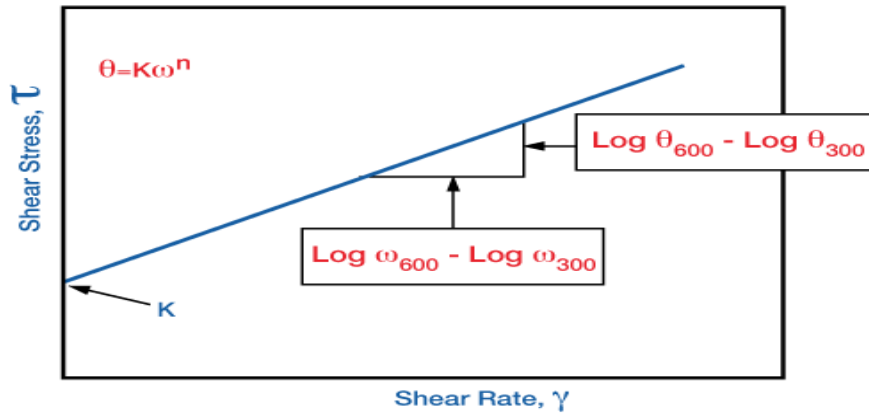 θ=Kωⁿ
Shear Stress, τ
Log θ₆₀₀ - Log θ₃₀₀
Log ω₆₀₀ - Log ω₃₀₀
K
Shear Rate, γ